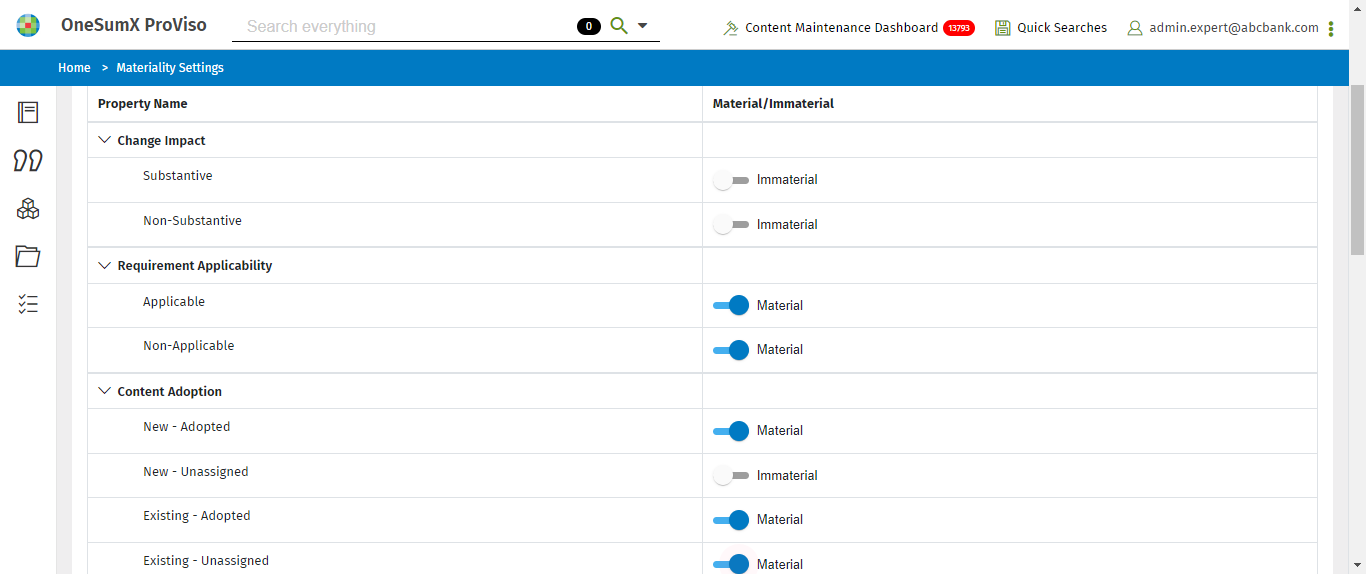 OneSumX ProViso
Search everything
0
Content Maintenance Dashboard 13793
Quick Searches
admin.expert@abcbank.com
Home > Materiality Settings
Property Name Material/Immaterial
Change Impact
Substantive Immaterial
Non-Substantive Immaterial
Requirement Applicability
Applicable Material
Non-Applicable Material
Content Adoption
New - Adopted Material
New - Unassigned Immaterial
Existing - Adopted Material
Existing - Unassigned Material